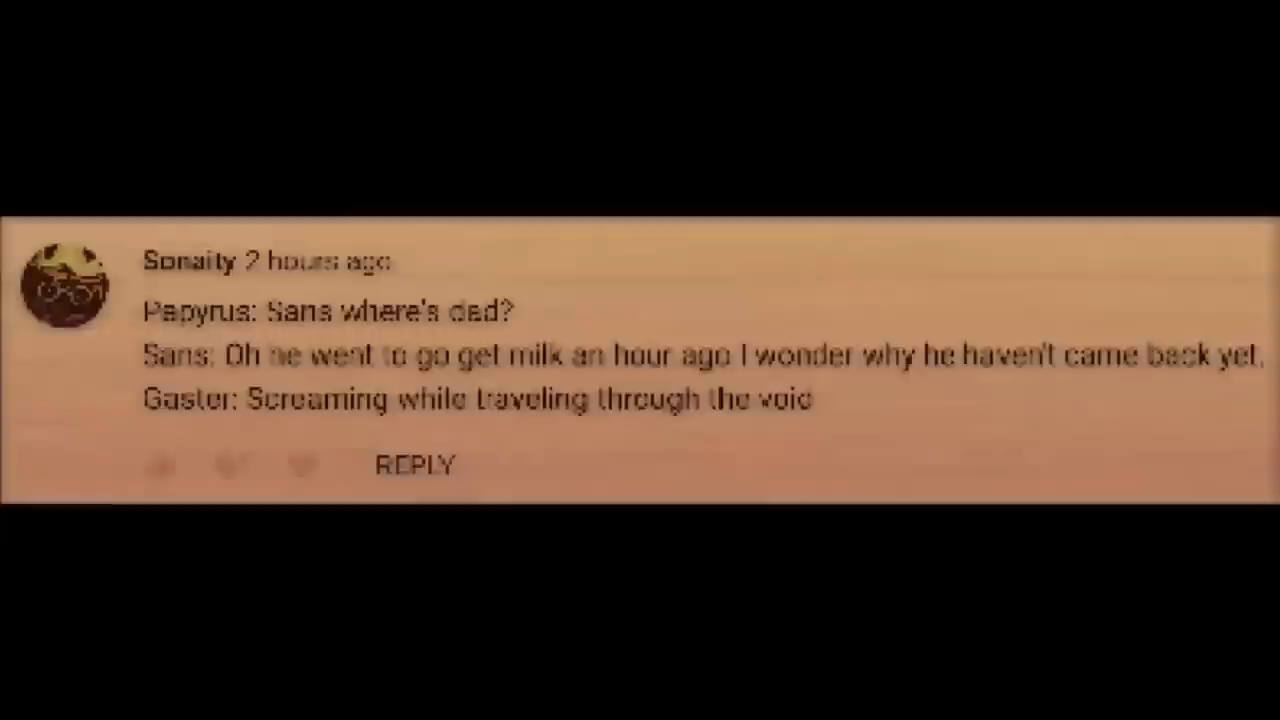 Sonaity 2 hours ago
Papyrus: Sans where's dad?
Sans: Oh he went to go get milk an hour ago I wonder why he haven't came back yet.
Gaster: Screaming while traveling through the void
REPLY